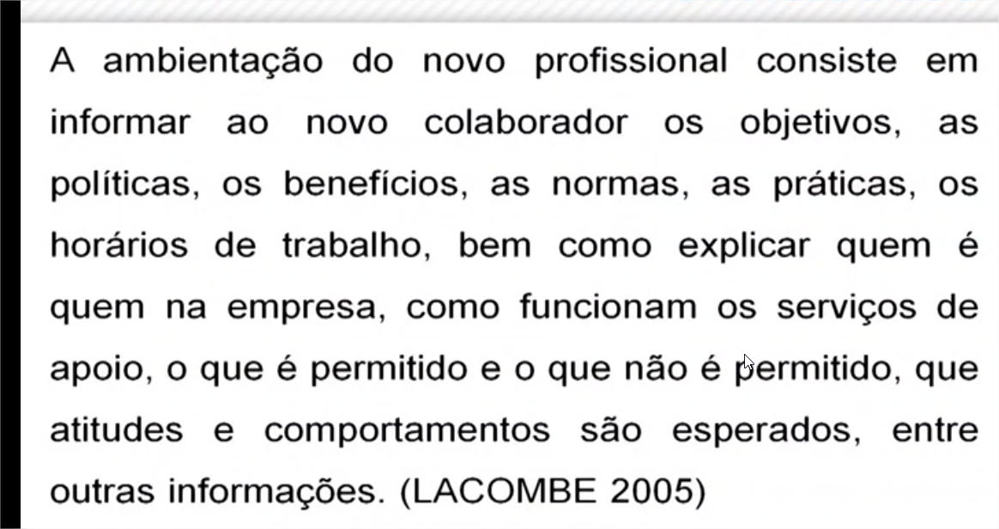 A ambientação do novo profissional consiste em
informar ao novo colaborador os objetivos, as
políticas, os benefícios, as normas, as práticas, os
horários de trabalho, bem como explicar quem é
quem na empresa, como funcionam os serviços de
apoio, o que é permitido e o que não é permitido, que
atitudes e comportamentos são esperados, entre
outras informações. (LACOMBE 2005)